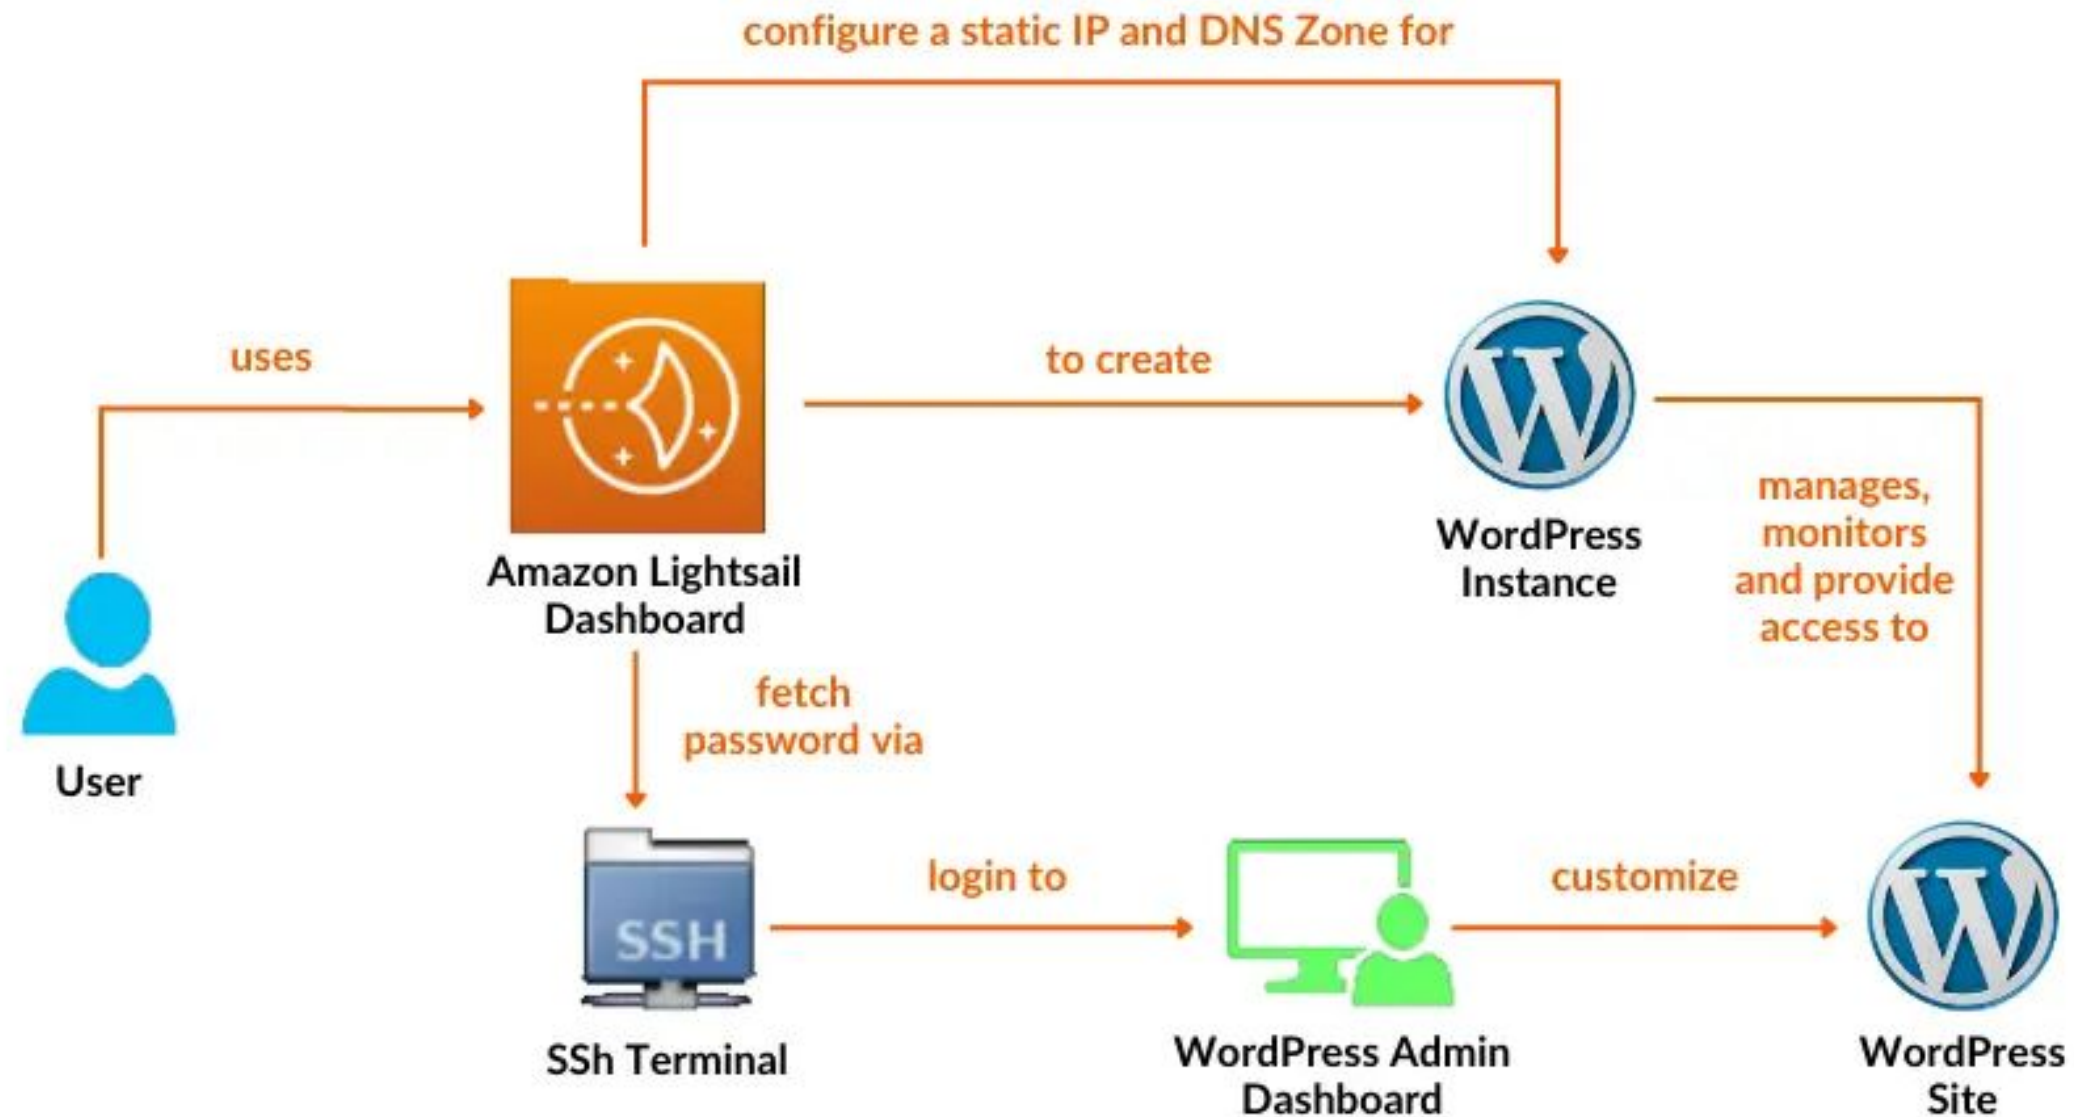 configure a static IP and DNS Zone for
uses
to create
Amazon Lightsail
Dashboard
WordPress
Instance
manages,
monitors
and provide
access to
fetch
password via
User
SSH
login to
customize
SSh Terminal
WordPress Admin
Dashboard
WordPress
Site